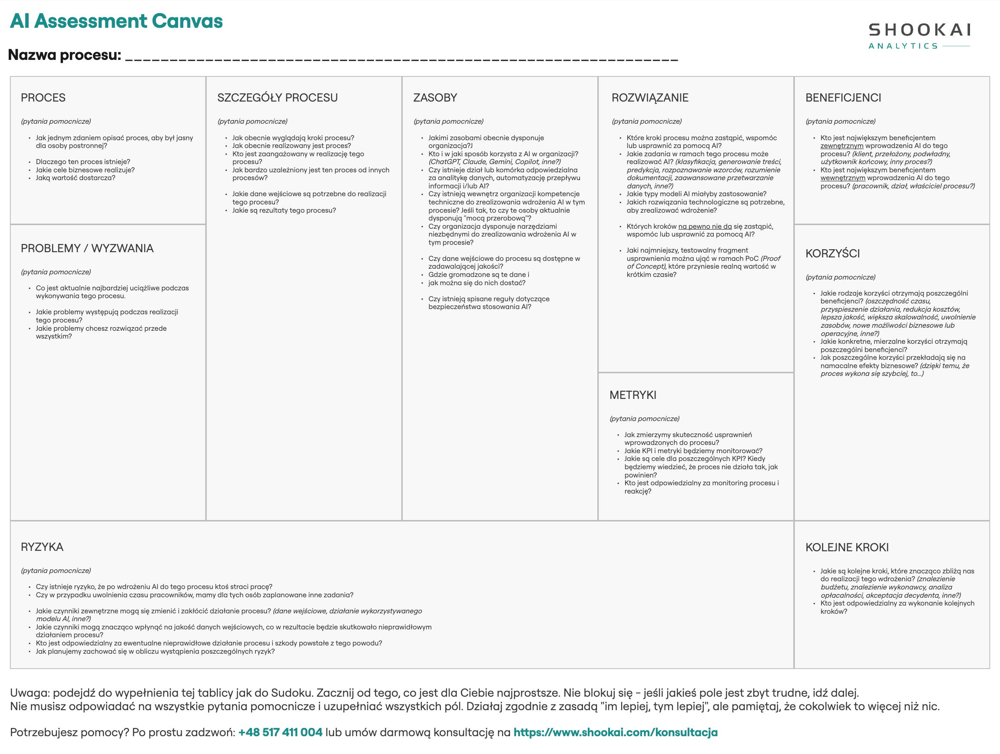 AI Assessment Canvas
SHOOKAI
ANALYTICS
Nazwa procesu: ______________________________________________________________
PROCES
(pytania pomocnicze)
• Jak jednym zdaniem opisać proces, aby był jasny
dla osoby postronnej?
• Dlaczego ten proces istnieje?
• Jakie cele biznesowe realizuje?
• Jaką wartość dostarcza?
PROBLEMY / WYZWANIA
(pytania pomocnicze)
• Co jest aktualnie najbardziej uciążliwe podczas
wykonywania tego procesu.
• Jakie problemy występują podczas realizacji
tego procesu?
• Jakie problemy chcesz rozwiązać przede
wszystkim?
SZCZEGÓŁY PROCESU
(pytania pomocnicze)
• Jak obecnie wyglądają kroki procesu?
• Jak obecnie realizowany jest proces?
• Kto jest zaangażowany w realizację tego
procesu?
• Jak bardzo uzależniony jest ten proces od innych
procesów?
• Jakie dane wejściowe są potrzebne do realizacji
tego procesu?
• Jakie są rezultaty tego procesu?
ZASOBY
(pytania pomocnicze)
• Jakimi zasobami obecnie dysponuje
organizacja?J
• Kto i w jaki sposób korzysta z AI w organizacji?
(ChatGPT, Claude, Gemini, Copilot, inne?)
• Czy istnieje dział lub komórka odpowiedzialna
za analitykę danych, automatyzację przepływu
informacji i/lub AI?
• Czy istnieją wewnętrz organizacji kompetencje
techniczne do zrealizowania wdrożenia AI w tym
procesie? Jeśli tak, to czy te osoby aktualnie
dysponują "mocą przerobową"?
• Czy organizacja dysponuje narzędziami
niezbędnymi do zrealizowania wdrożenia AI w
tym procesie?
• Czy dane wejściowe do procesu są dostępne w
zadawalającej jakości?
• Gdzie gromadzone są te dane i
• jak można się do nich dostać?
• Czy istnieją spisane reguły dotyczące
bezpieczeństwa stosowania AI?
ROZWIĄZANIE
(pytania pomocnicze)
• Które kroki procesu można zastąpić, wspomóc
lub usprawnić za pomocą AI?
• Jakie zadania w ramach tego procesu może
realizować AI? (klasyfikacja, generowanie treści,
predykcja, rozpoznawanie wzorców, rozumienie
dokumentacji, zaawansowane przetwarzanie
danych, inne?)
• Jakie typy modeli AI miałyby zastosowanie?
• Jakich rozwiązania technologiczne są potrzebne,
aby zrealizować wdrożenie?
• Których kroków na pewno nie da się zastąpić,
wspomóc lub usprawnić za pomocą AI?
• Jaki najmniejszy, testowalny fragment
usprawnienia można ująć w ramach PoC (Proof
of Concept), które przyniesie realną wartość w
krótkim czasie?
METRYKI
(pytania pomocnicze)
• Jak zmierzymy skuteczność usprawnień
wprowadzonych do procesu?
• Jakie KPI i metryki będziemy monitorować?
• Jakie są cele dla poszczególnych KPI? Kiedy
będziemy wiedzieć, że proces nie działa tak, jak
powinien?
• Kto jest odpowiedzialny za monitoring procesu i
reakcję?
BENEFICJENCI
(pytania pomocnicze)
• Kto jest największym beneficjentem
zewnętrznym wprowadzenia AI do tego
procesu? (klient, przełożony, podwładny,
użytkownik końcowy, inny proces?)
• Kto jest największym beneficjentem
wewnętrznym wprowadzenia AI do tego
procesu? (pracownik, dział, właściciel procesu?)
KORZYŚCI
(pytania pomocnicze)
• Jakie rodzaje korzyści otrzymają poszczególni
beneficjenci? (oszczędność czasu,
przyspieszenie działania, redukcja kosztów,
lepsza jakość, większa skalowalność, uwolnienie
zasobów, nowe możliwości biznesowe lub
operacyjne, inne?)
• Jakie konkretne, mierzalne korzyści otrzymają
poszczególni beneficjenci?
• Jak poszczególne korzyści przekładają się na
namacalne efekty biznesowe? (dzięki temu, że
proces wykona się szybciej, to...)
RYZYKA
(pytania pomocnicze)
• Czy istnieje ryzyko, że po wdrożeniu AI do tego procesu ktoś straci pracę?
• Czy w przypadku uwolnienia czasu pracowników, mamy dla tych osób zaplanowane inne zadania?
• Jakie czynniki zewnętrzne mogą się zmienić i zakłócić działanie procesu? (dane wejściowe, działanie wykorzystywanego
modelu AI, inne?)
• Jakie czynniki mogą znacząco wpłynąć na jakość danych wejściowych, co w rezultacie będzie skutkowało nieprawidłowym
działaniem procesu?
• Kto jest odpowiedzialny za ewentualne nieprawidłowe działanie procesu i szkody powstałe z tego powodu?
• Jak planujemy zachować się w obliczu wystąpienia poszczególnych ryzyk?
KOLEJNE KROKI
• Jakie są kolejne kroki, które znacząco zbliżą nas
do realizacji tego wdrożenia? (znalezienie
budżetu, znalezienie wykonawcy, analiza
opłacalności, akceptacja decydenta, inne?)
• Kto jest odpowiedzialny za wykonanie kolejnych
kroków?
Uwaga: podejdź do wypełnienia tej tablicy jak do Sudoku. Zacznij od tego, co jest dla Ciebie najprostsze. Nie blokuj się - jeśli jakieś pole jest zbyt trudne, idź dalej.
Nie musisz odpowiadać na wszystkie pytania pomocnicze i uzupełniać wszystkich pól. Działaj zgodnie z zasadą "im lepiej, tym lepiej", ale pamiętaj, że cokolwiek to więcej niż nic.
Potrzebujesz pomocy? Po prostu zadzwoń: +48 517 411 004 lub umów darmową konsultację na https://www.shookai.com/konsultacja